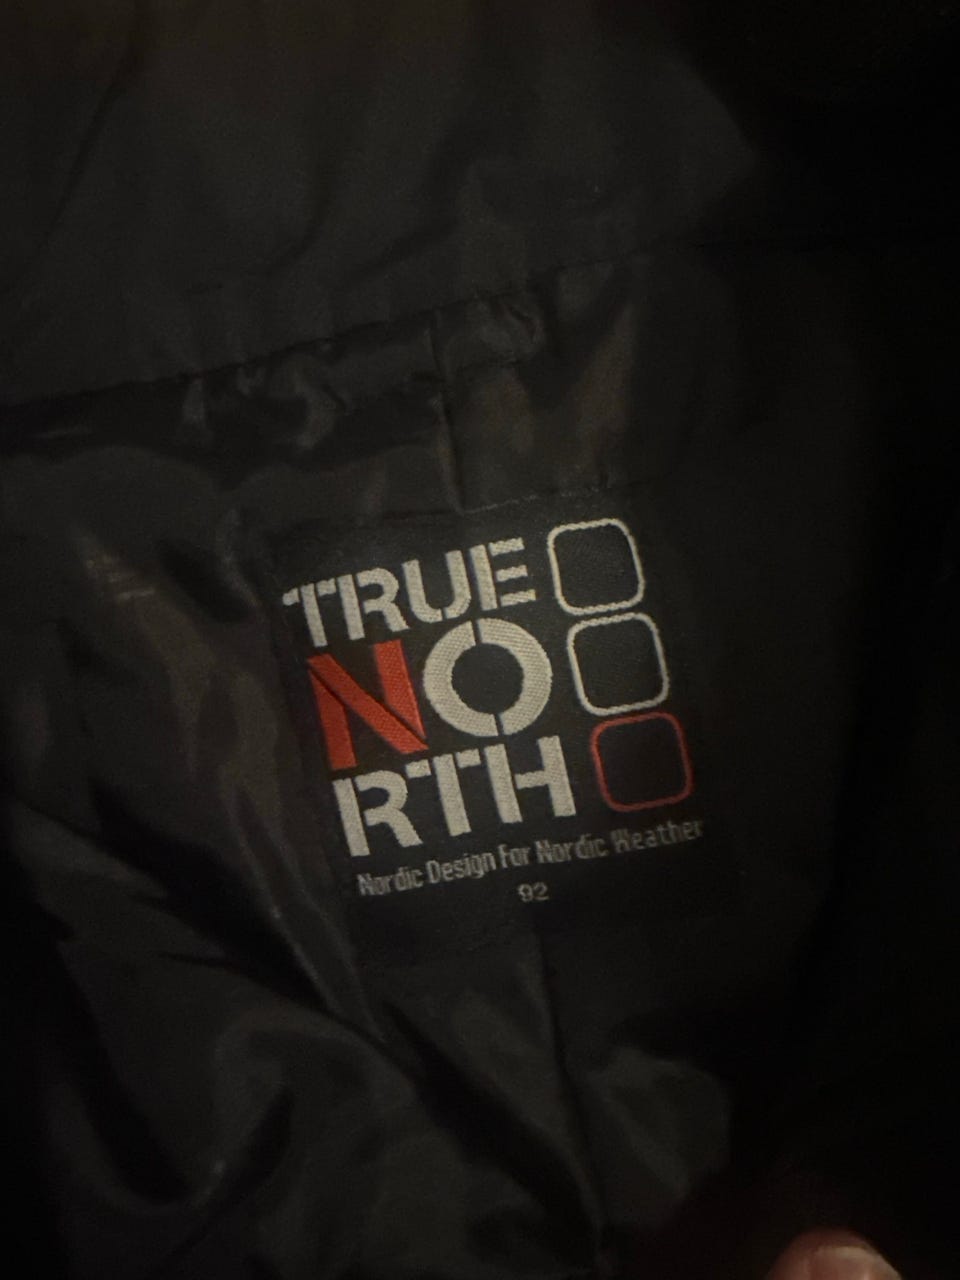 TRUE
NO
RTH
Nordic Design For Nordic Weather
92